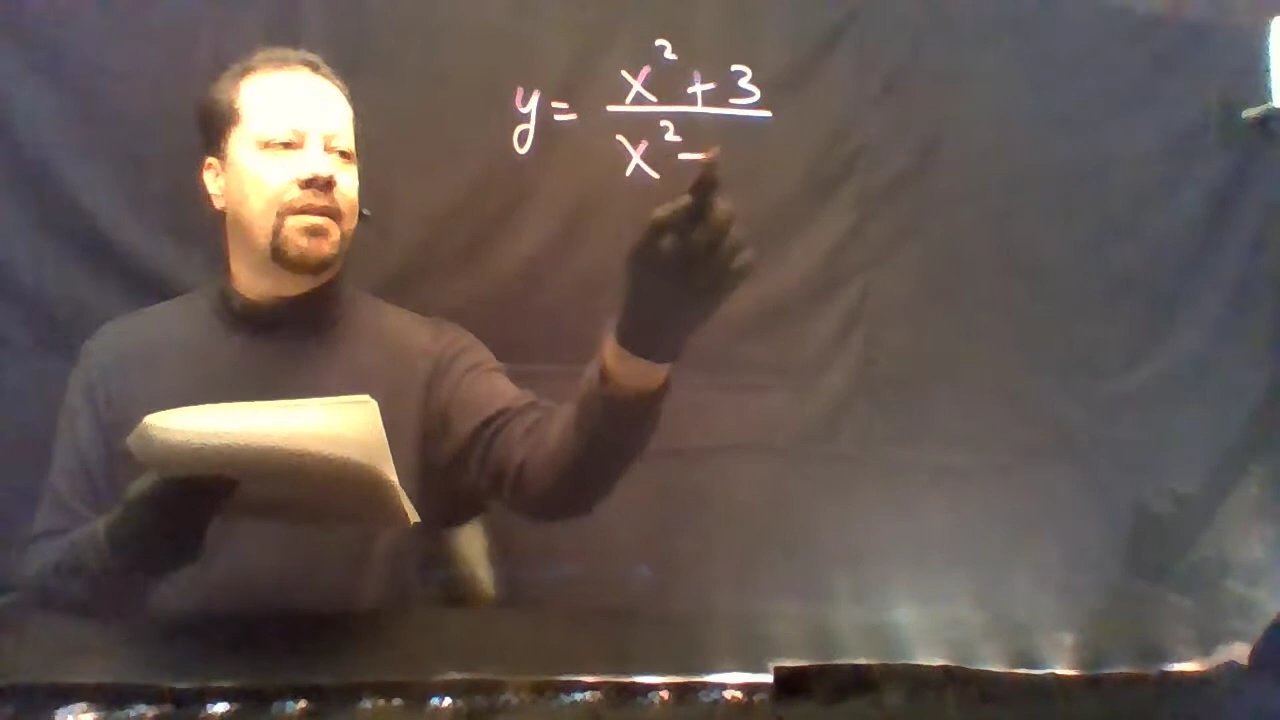 y = x² + 3
x² -